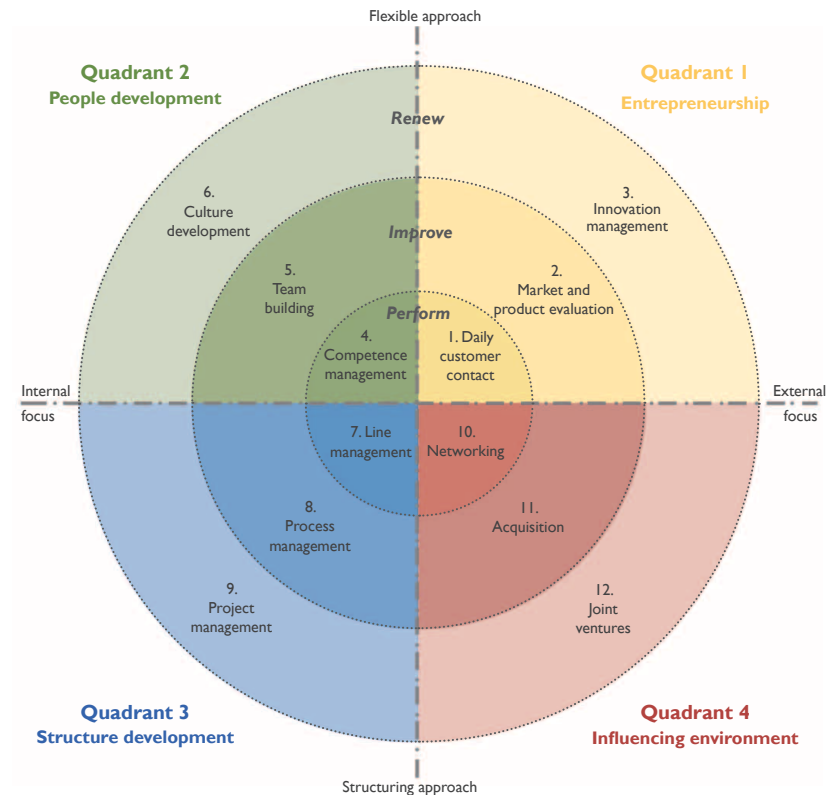 Flexible approach
Quadrant 2
People development
Quadrant 1
Entrepreneurship
Renew
6.
Culture
development
3.
Innovation
management
Improve
5.
Team
building
2.
Market and
product evaluation
Perform
4.
Competence
management
1. Daily
customer
contact
Internal
focus
External
focus
7. Line
management
10.
Networking
8.
Process
management
11.
Acquisition
9.
Project
management
12.
Joint
ventures
Quadrant 3
Structure development
Quadrant 4
Influencing environment
Structuring approach